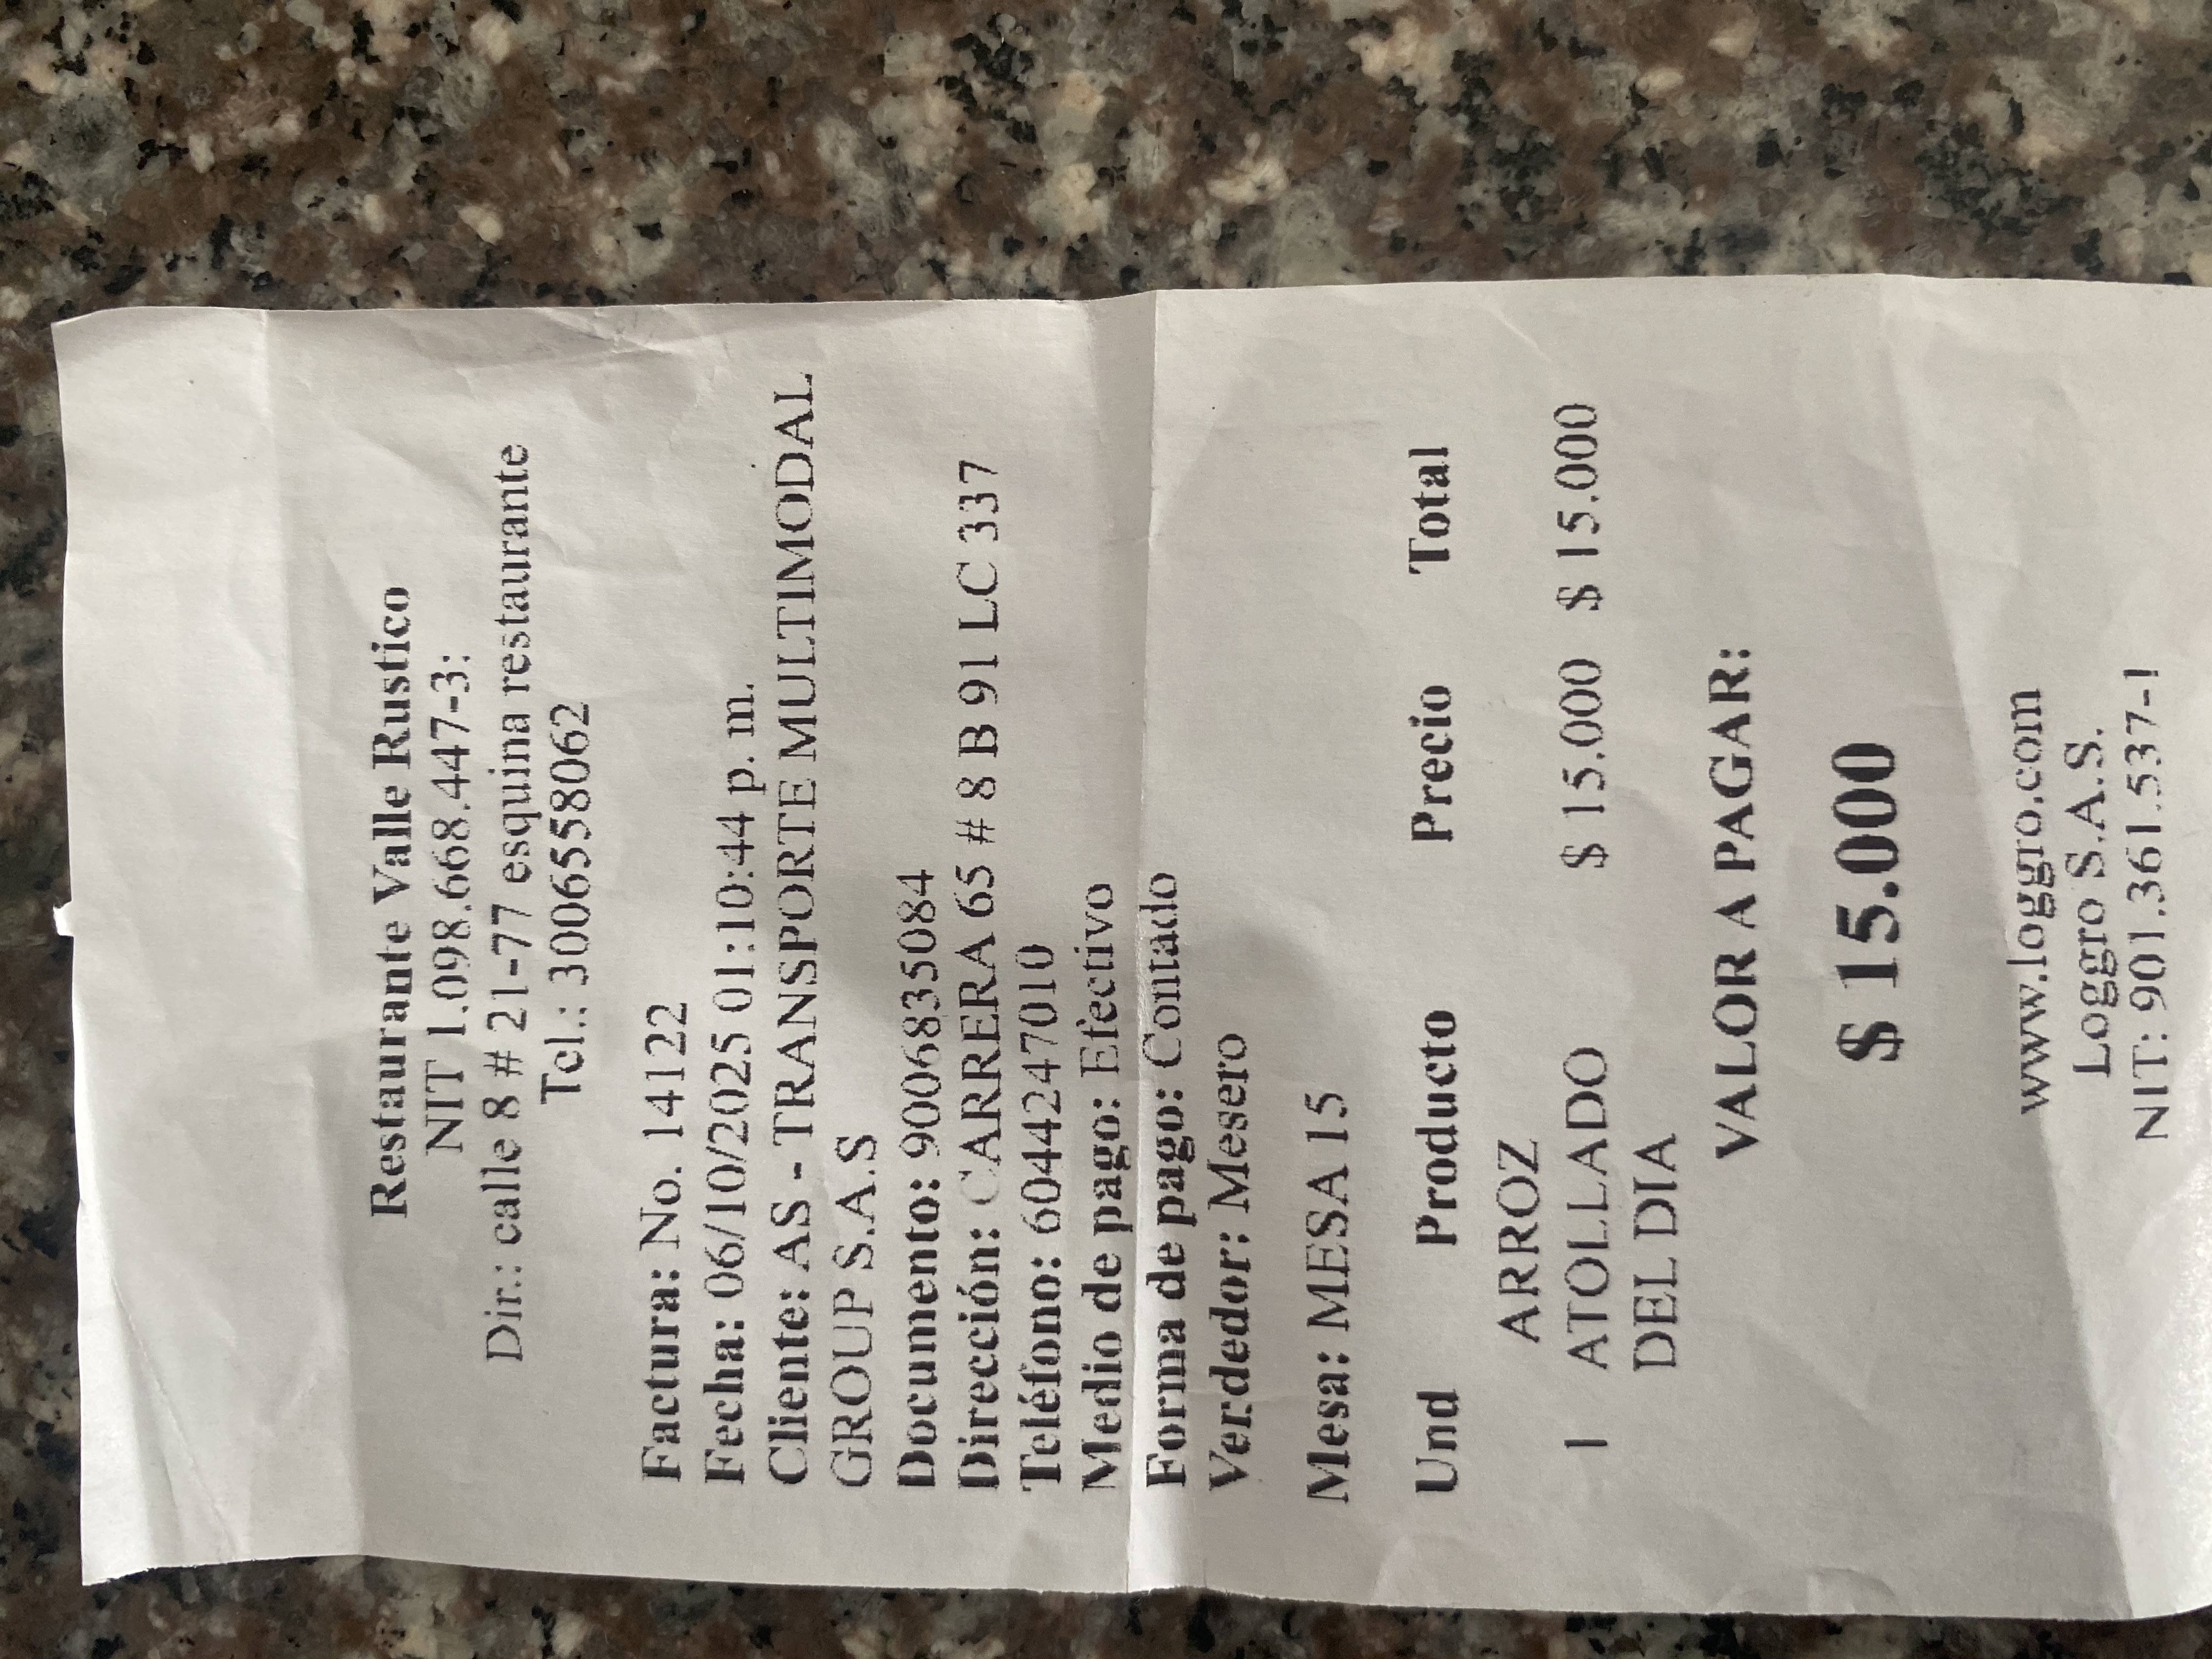 Restaurante Valle Rustico
NIT 1.098.668.447-3:
Dir.: calle 8 # 21-77 esquina restaurante
Tel.: 3006558062
Factura: No. 14122
Fecha: 06/10/2025 01:10:44 p. m.
Cliente: AS - TRANSPORTE MULTIMODAL
GROUP S.A.S
Documento: 900683508​4
Dirección: CARRERA 65 # 8 B 91 LC 337
Teléfono: 6044247010
Medio de pago: Efectivo
Forma de pago: Contado
Verdedor: Mesero
Mesa: MESA 15
Und Producto Precio Total
ARROZ
1 ATOLLADO $ 15.000 $ 15.000
DEL DIA
VALOR A PAGAR:
$ 15.000
www.loggro.com
Loggro S.A.S.
NIT: 901.361.537-1